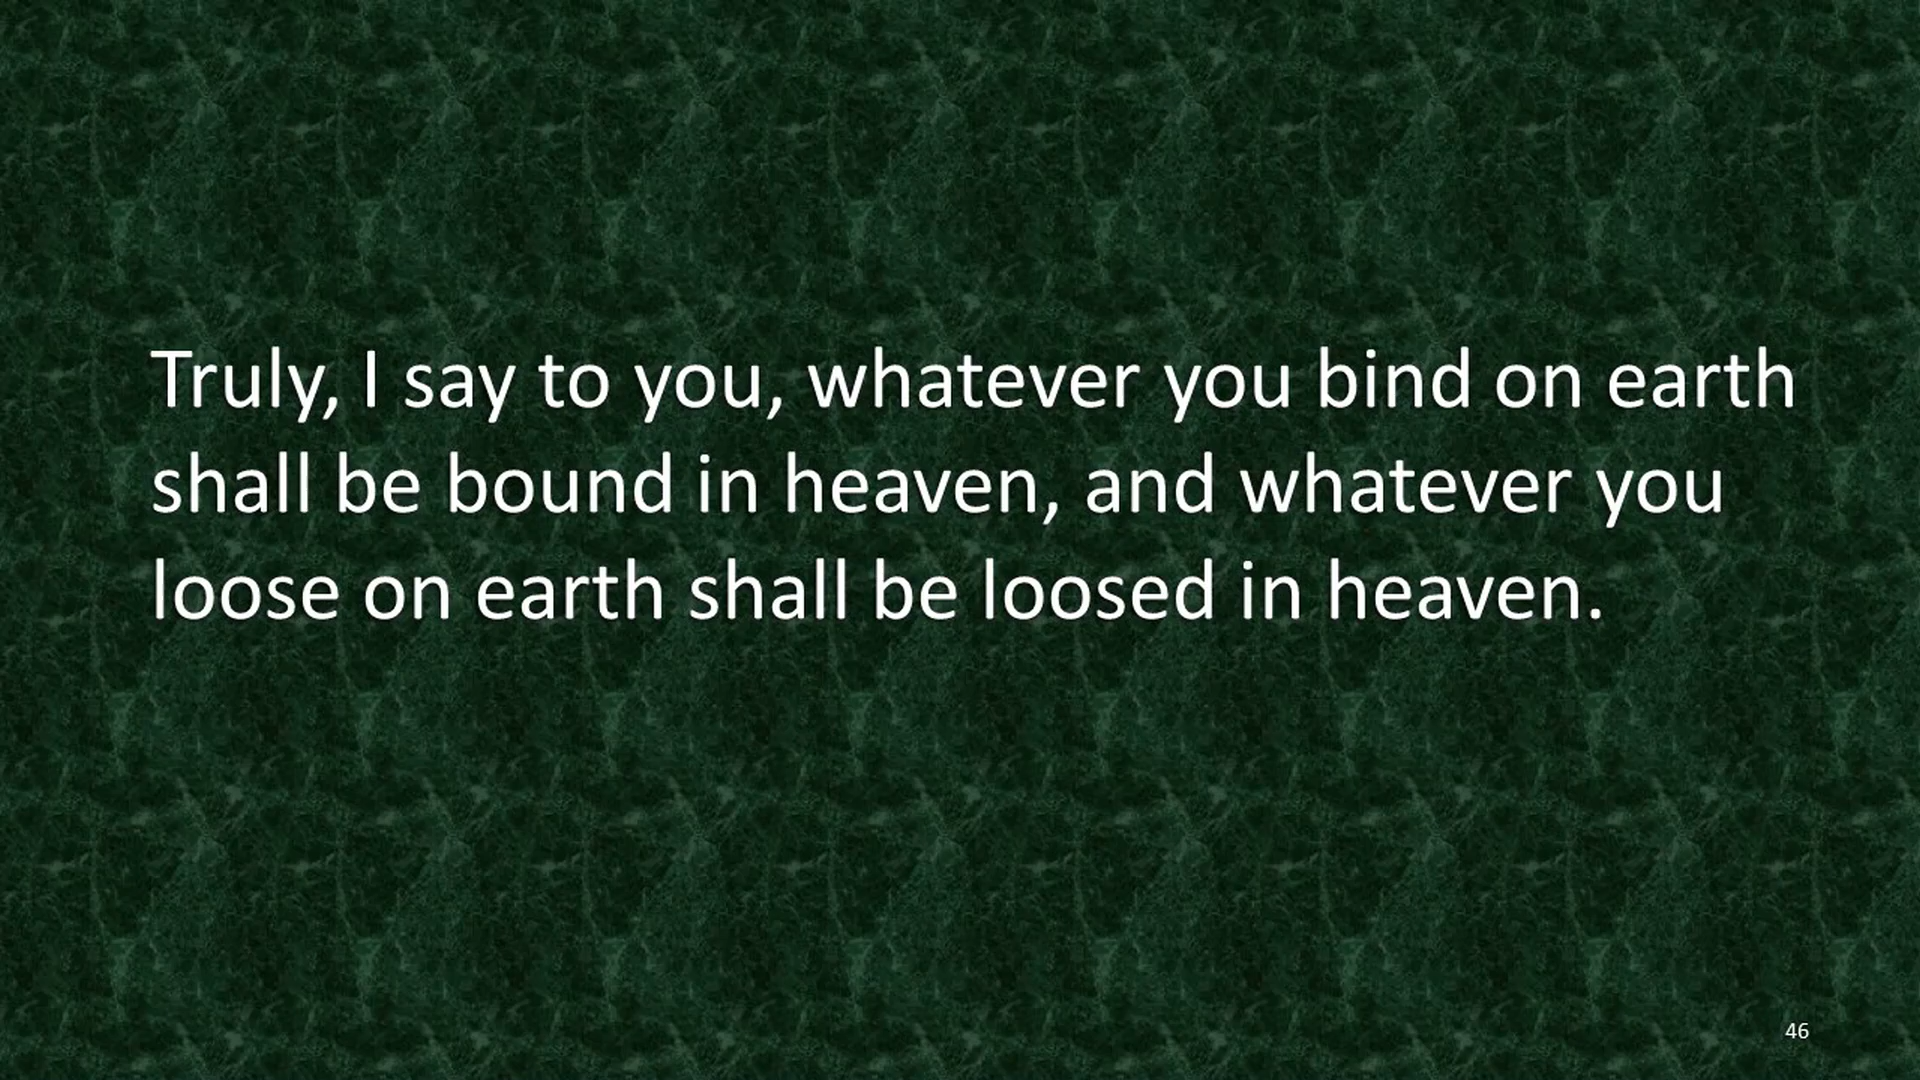 Truly, I say to you, whatever you bind on earth
shall be bound in heaven, and whatever you
loose on earth shall be loosed in heaven.
46